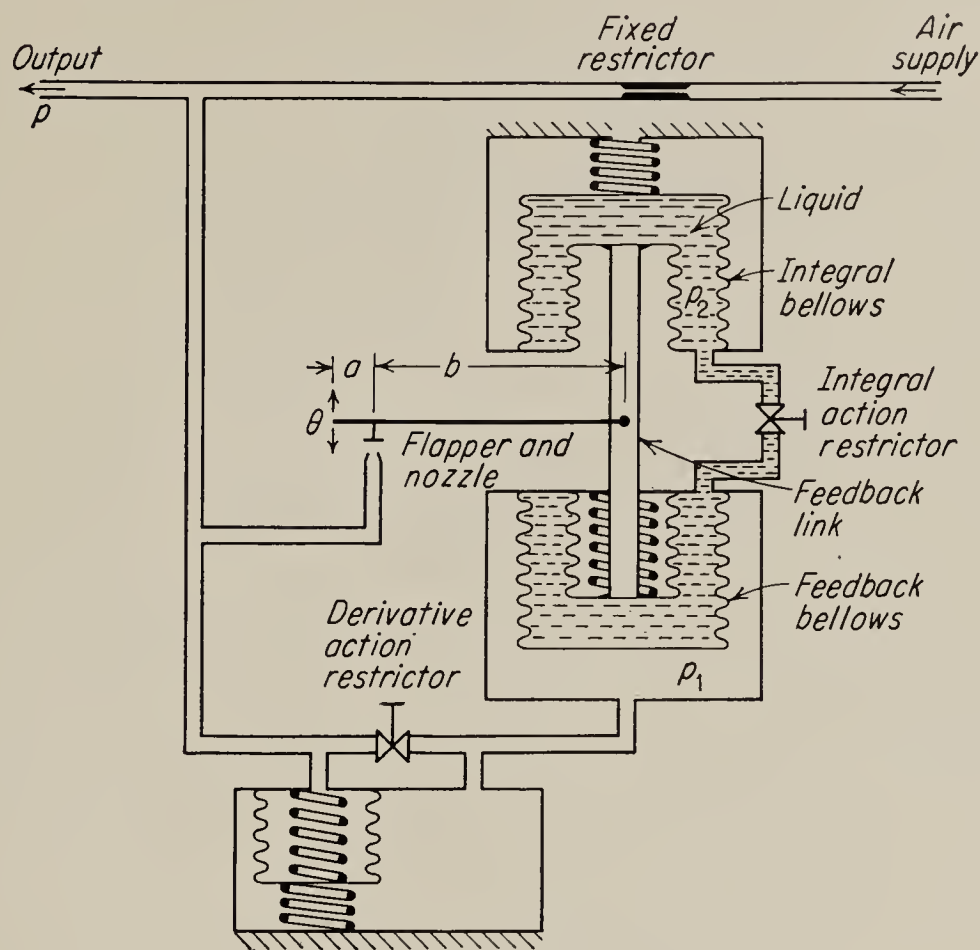 Output
p
Fixed
restrictor
Air
supply
Liquid
Integral
bellows
p₂
a
b
θ
Flapper and
nozzle
Integral
action
restrictor
Feedback
link
Feedback
bellows
Derivative
action
restrictor
p₁